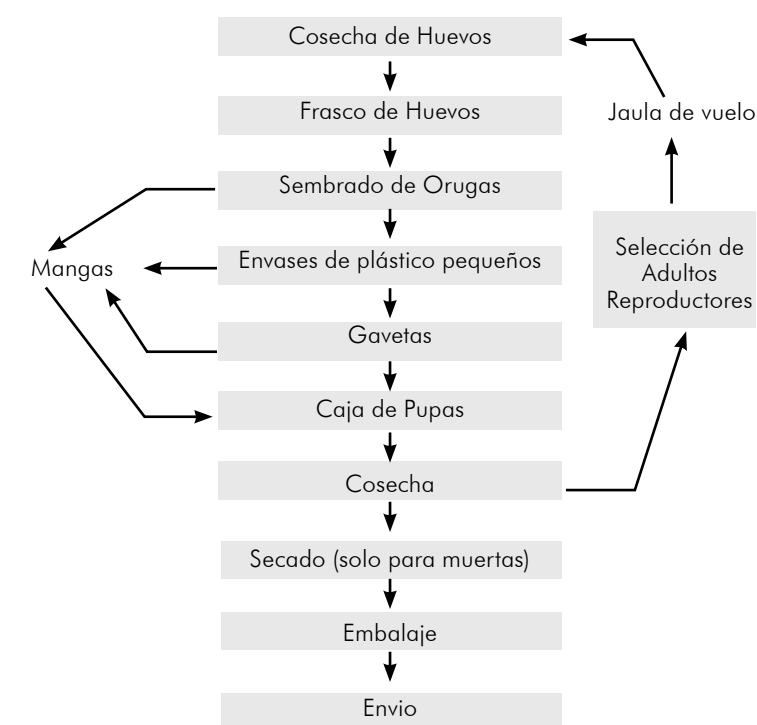 Cosecha de Huevos
Frasco de Huevos
Jaula de vuelo
Sembrado de Orugas
Mangas
Envases de plástico pequeños
Selección de
Adultos
Reproductores
Gavetas
Caja de Pupas
Cosecha
Secado (solo para muertas)
Embalaje
Envio